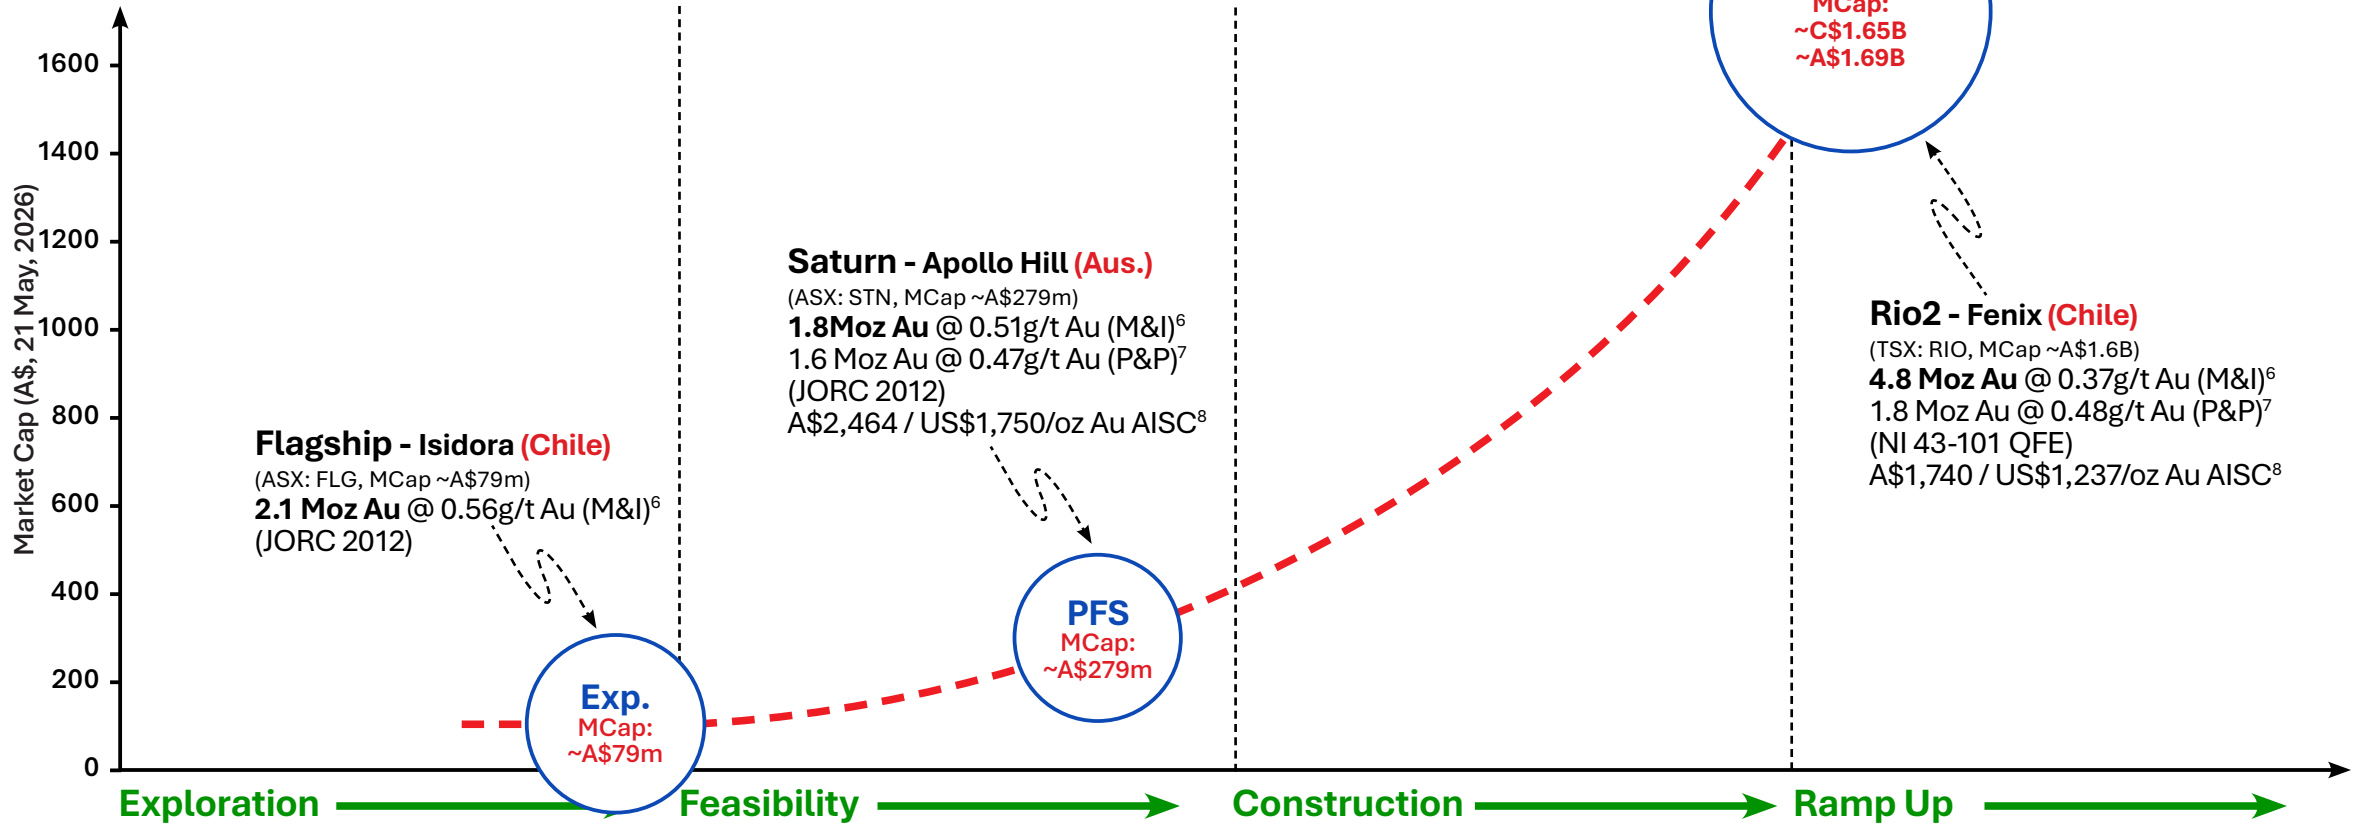 MCap:
~C$1.65B
~A$1.69B
1600
1400
1200
1000
800
600
400
200
0
Market Cap (A$, 21 May, 2026)
Flagship - Isidora (Chile)
(ASX: FLG, MCap ~A$79m)
2.1 Moz Au @ 0.56g/t Au (M&I)⁶
(JORC 2012)
Exp.
MCap:
~A$79m
Saturn - Apollo Hill (Aus.)
(ASX: STN, MCap ~A$279m)
1.8Moz Au @ 0.51g/t Au (M&I)⁶
1.6 Moz Au @ 0.47g/t Au (P&P)⁷
(JORC 2012)
A$2,464 / US$1,750/oz Au AISC⁸
PFS
MCap:
~A$279m
Rio2 - Fenix (Chile)
(TSX: RIO, MCap ~A$1.6B)
4.8 Moz Au @ 0.37g/t Au (M&I)⁶
1.8 Moz Au @ 0.48g/t Au (P&P)⁷
(NI 43-101 QFE)
A$1,740 / US$1,237/oz Au AISC⁸
Exploration
Feasibility
Construction
Ramp Up